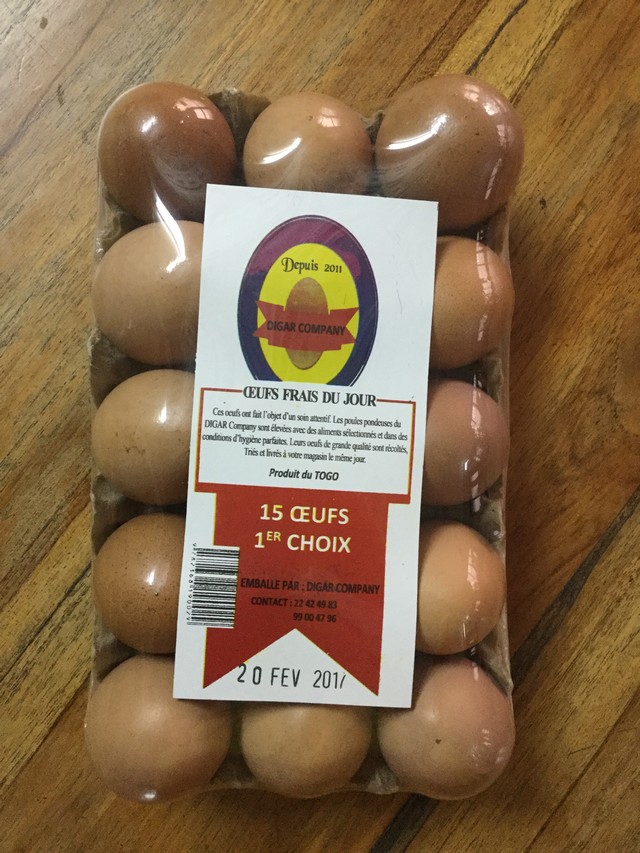 Depuis 2011
DIGAR COMPANY
ŒUFS FRAIS DU JOUR
Ces oeufs ont fait l'objet d'un soin attentif. Les poules pondeuses du
DIGAR Company sont élevées avec des aliments sélectionnés et dans des
conditions d'hygiène parfaites. Leurs oeufs de grande qualité sont récoltés,
Triés et livrés à votre magasin le même jour.
Produit du TOGO
15 ŒUFS
1ER CHOIX
EMBALLE PAR : DIGAR COMPANY
CONTACT : 22 42 49 83
99 00 47 96
20 FEV 2017